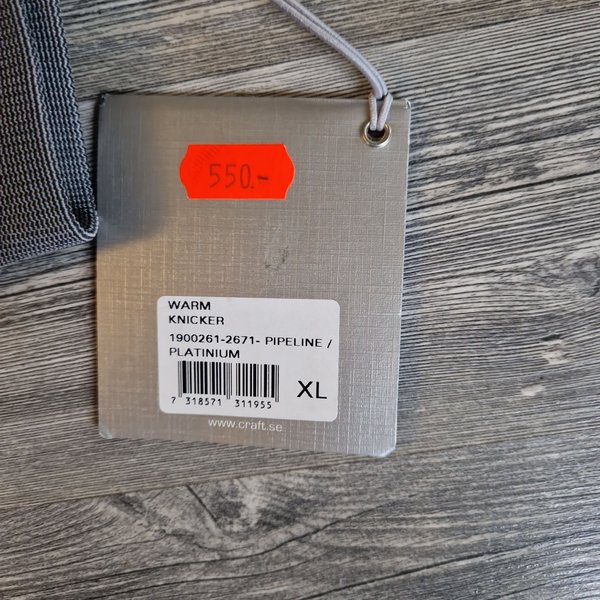 550.-
WARM
KNICKER
1900261-2671- PIPELINE /
PLATINIUM
XL
7 318571 311955
www.craft.se